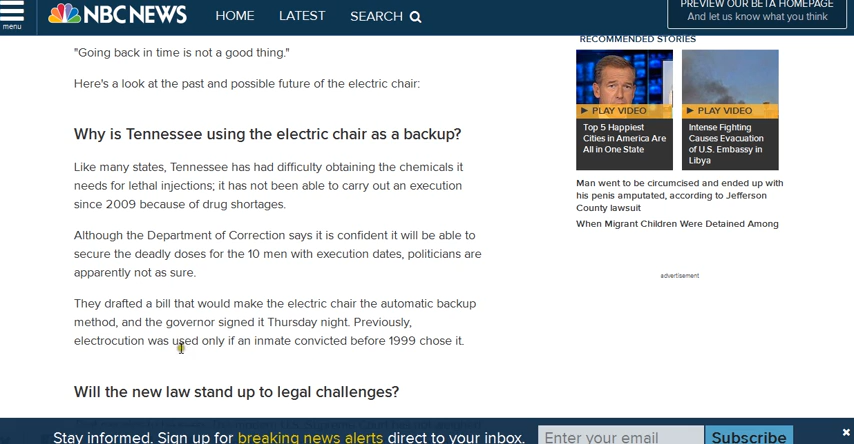 menu
NBC NEWS
HOME
LATEST
SEARCH
PREVIEW OUR BETA HOMEPAGE
And let us know what you think
"Going back in time is not a good thing."
Here's a look at the past and possible future of the electric chair:
Why is Tennessee using the electric chair as a backup?
Like many states, Tennessee has had difficulty obtaining the chemicals it
needs for lethal injections; it has not been able to carry out an execution
since 2009 because of drug shortages.
Although the Department of Correction says it is confident it will be able to
secure the deadly doses for the 10 men with execution dates, politicians are
apparently not as sure.
They drafted a bill that would make the electric chair the automatic backup
method, and the governor signed it Thursday night. Previously,
electrocution was used only if an inmate convicted before 1999 chose it.
Will the new law stand up to legal challenges?
RECOMMENDED STORIES
PLAY VIDEO
Top 5 Happiest
Cities in America Are
All in One State
PLAY VIDEO
Intense Fighting
Causes Evacuation
of U.S. Embassy in
Libya
Man went to be circumcised and ended up with
his penis amputated, according to Jefferson
County lawsuit
When Migrant Children Were Detained Among
advertisement
Stay informed. Sign up for breaking news alerts direct to your inbox.
Enter your email
Subscribe